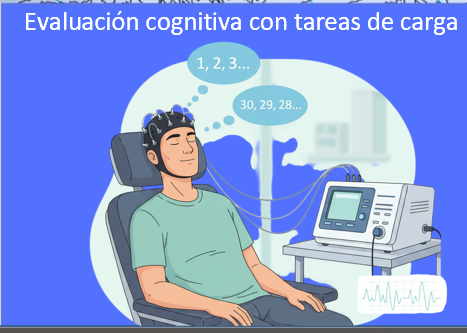 Evaluación cognitiva con tareas de carga
1, 2, 3...
30, 29, 28...